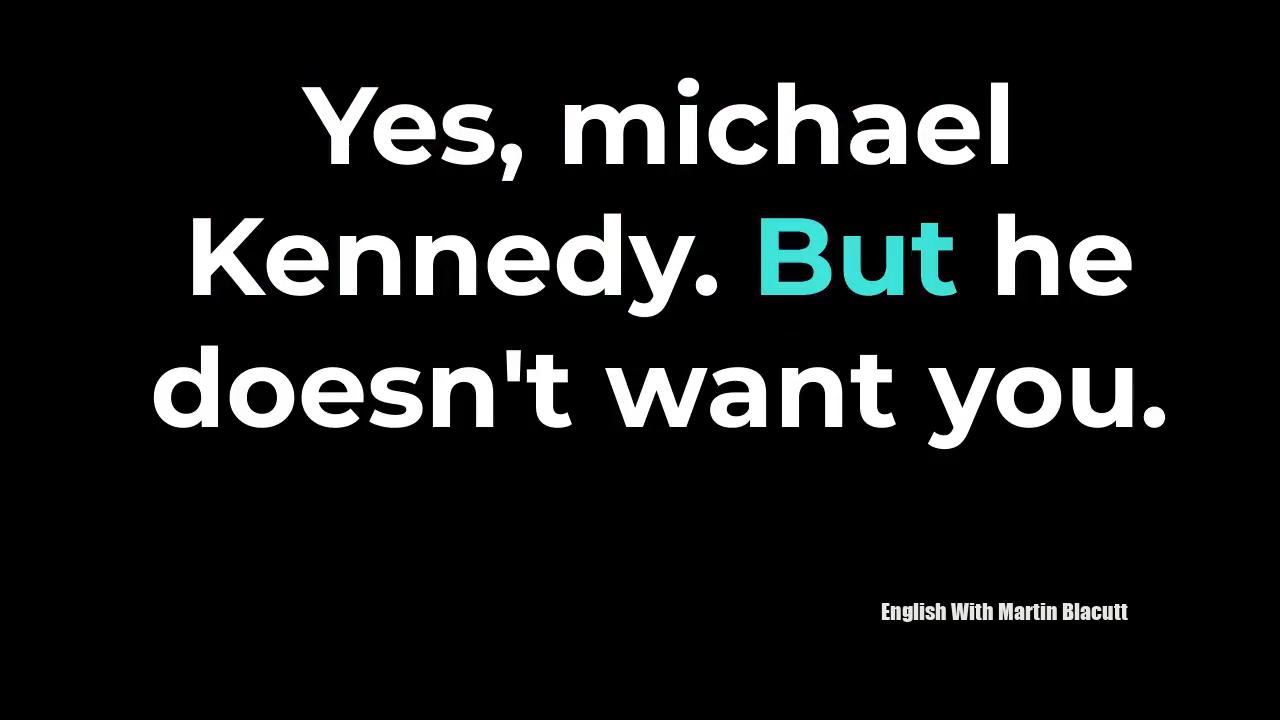 Yes, michael
Kennedy. But he
doesn't want you.
English With Martin Blacutt